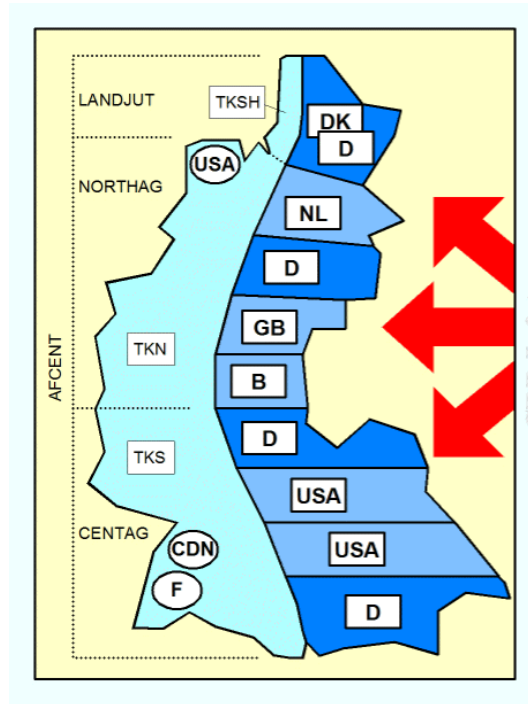 LANDJUT
TKSH
DK
D
USA
NORTHAG
NL
D
GB
TKN
AFCENT
B
D
TKS
USA
CENTAG
CDN
USA
F
D